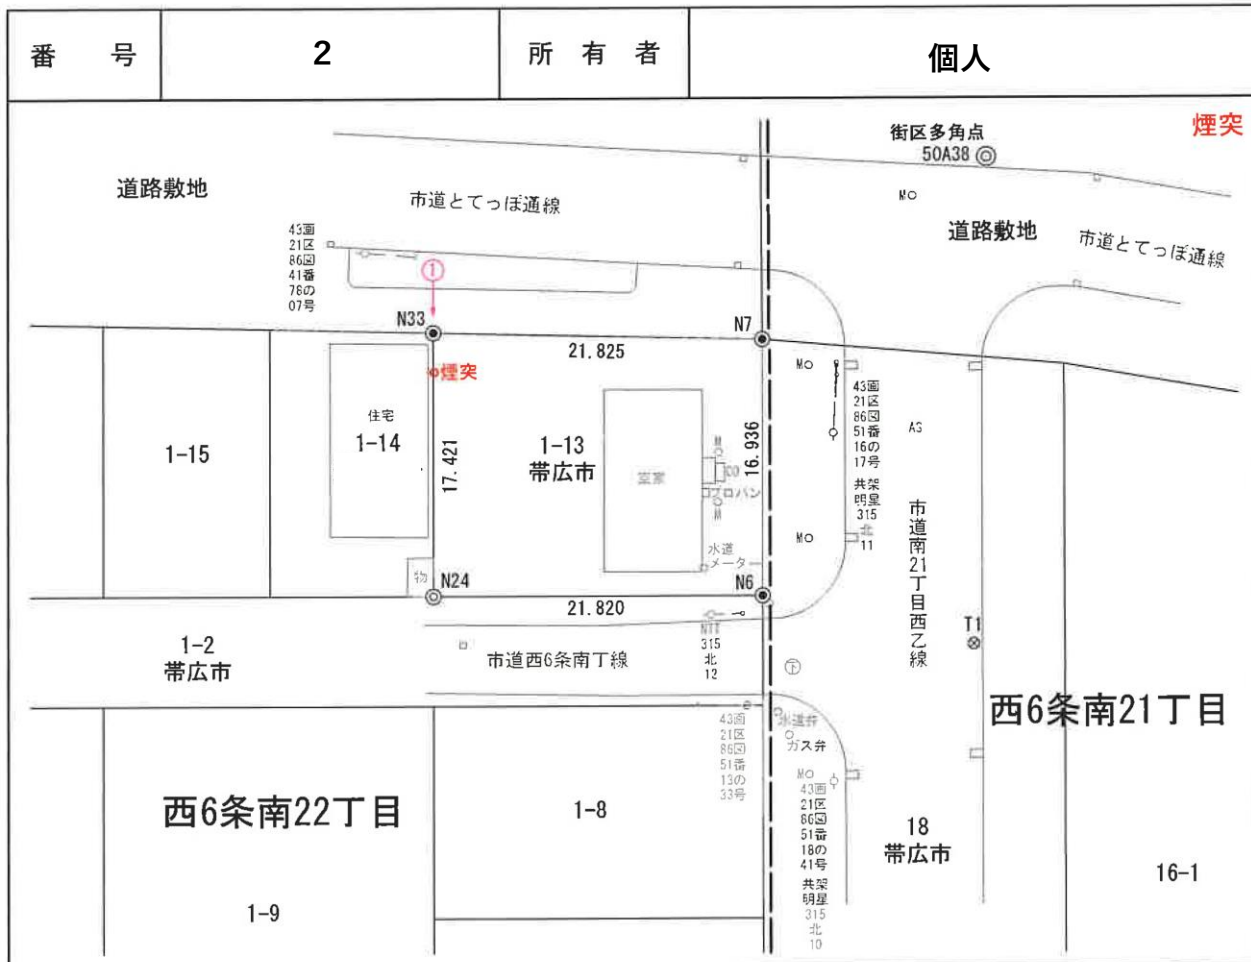 番 号
2
所 有 者
個人
煙突
街区多角点
50A38
道路敷地
市道とてっぽ通線
M
道路敷地
市道とてっぽ通線
43画
21区
86図
41番
78の
07号
①
N33
N7
21.825
煙突
住宅
1-14
1-15
17.421
1-13
帯広市
空家
16.936
M
CO
プロパン
M
水道
メーター
M
43画
21区
86図
51番
16の
17号
共架
明星
315
北
11
M
AS
市道南21丁目西乙線
物
N24
N6
21.820
1-2
帯広市
市道西6条南丁線
NTT
315
北
12
下
T1
西6条南21丁目
43画
21区
86図
51番
13の
33号
水道弁
ガス弁
M
43画
21区
86図
51番
18の
41号
共架
明星
315
北
10
西6条南22丁目
1-8
18
帯広市
16-1
1-9